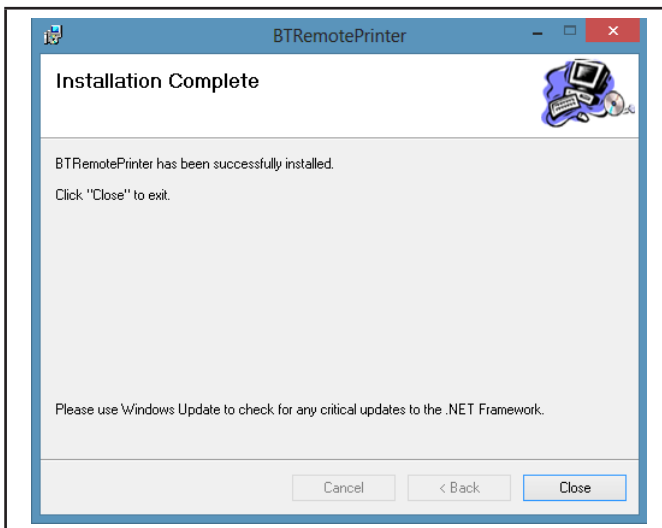 BTRemotePrinter
Installation Complete
BTRemotePrinter has been successfully installed.
Click "Close" to exit.
Please use Windows Update to check for any critical updates to the .NET Framework.
Cancel
< Back
Close